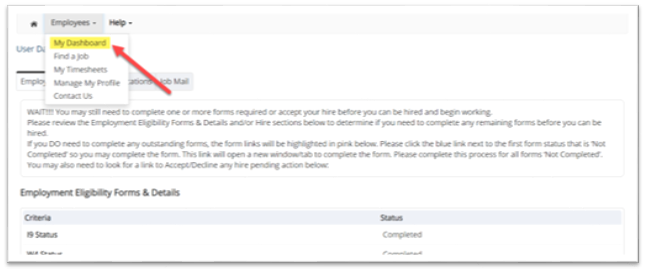 Employees Help
My Dashboard
User Da
Find a Job
My Timesheets
Employ Manage My Profile cations Job Mail
Contact Us
WAIT!!!! You may still need to complete one or more forms required or accept your hire before you can be hired and begin working.
Please review the Employment Eligibility Forms & Details and/or Hire sections below to determine if you need to complete any remaining forms before you can be
hired.
If you DO need to complete any outstanding forms, the form links will be highlighted in pink below. Please click the blue link next to the first form status that is 'Not
Completed' so you may complete the form. This link will open a new window/tab to complete the form. Please complete this process for all forms 'Not Completed'.
You may also need to look for a link to Accept/Decline any hire pending action below:
Employment Eligibility Forms & Details
Criteria Status
I9 Status Completed
W4 Status Completed